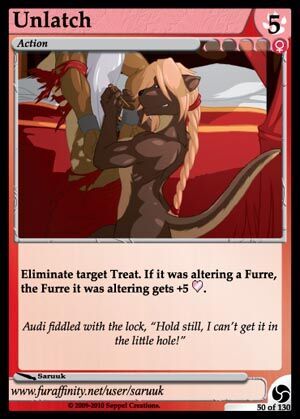 Unlatch
5
Action
Eliminate target Treat. If it was altering a Furre,
the Furre it was altering gets +5 .
Audi fiddled with the lock, “Hold still, I can’t get it in
the little hole!”
Saruuk
www.furaffinity.net/user/saruuk
© 2009-2010 Seppel Creations.
50 of 130